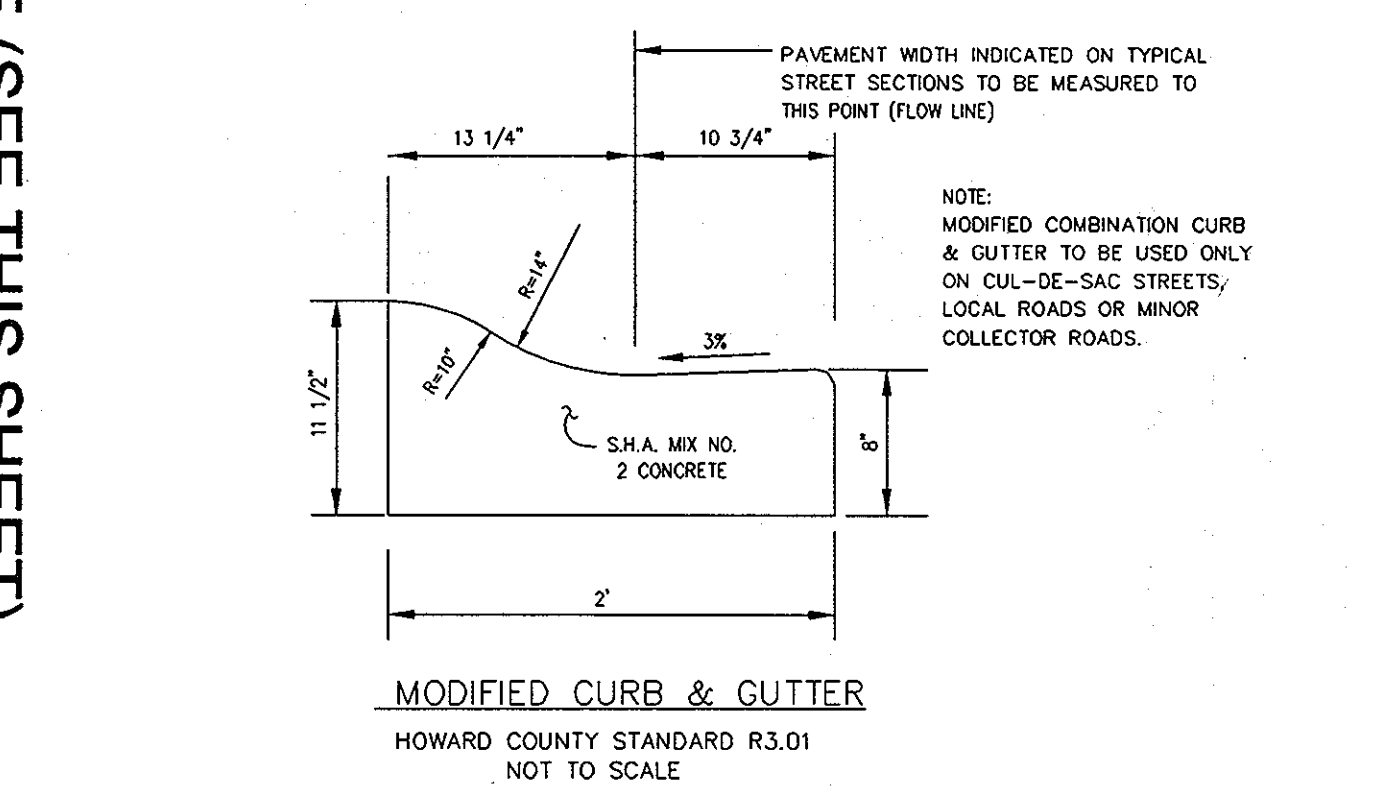 E (SEE THIS SHEET)
PAVEMENT WIDTH INDICATED ON TYPICAL
STREET SECTIONS TO BE MEASURED TO
THIS POINT (FLOW LINE)
13 1/4"
10 3/4"
NOTE:
MODIFIED COMBINATION CURB
& GUTTER TO BE USED ONLY
ON CUL-DE-SAC STREETS,
LOCAL ROADS OR MINOR
COLLECTOR ROADS.
R=14"
3%
R=10"
11 1/2"
8"
S.H.A. MIX NO.
2 CONCRETE
2'
MODIFIED CURB & GUTTER
HOWARD COUNTY STANDARD R3.01
NOT TO SCALE